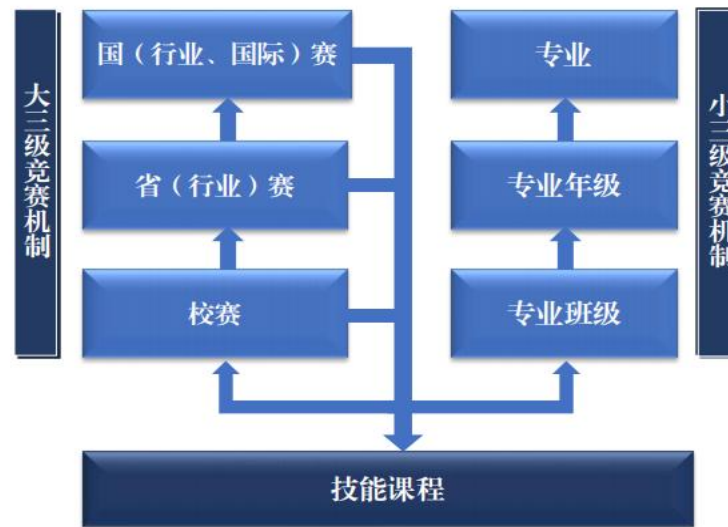 大三级竞赛机制
国（行业、国际）赛
专业
省（行业）赛
专业年级
校赛
专业班级
小三级竞赛机制
技能课程